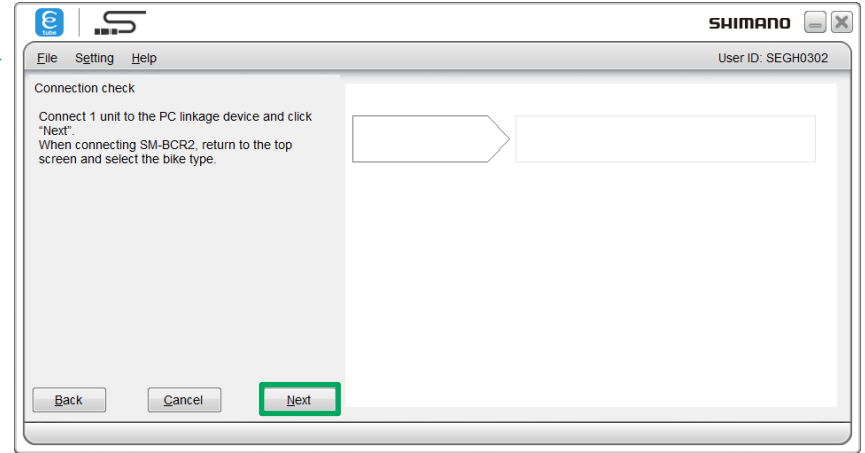 E tube SHIMANO
File Setting Help User ID: SEGH0302
Connection check
Connect 1 unit to the PC linkage device and click
“Next”.
When connecting SM-BCR2, return to the top
screen and select the bike type.
Back Cancel Next